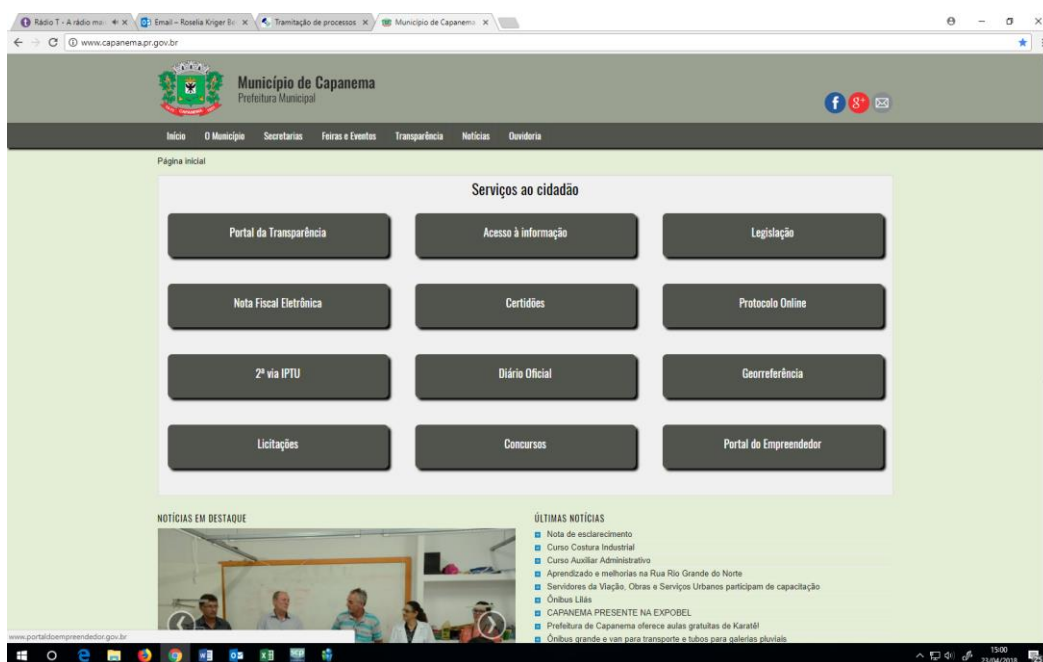 Rádio T - A rádio mai
Email – Roselia Kriger Be
Tramitação de processos
Município de Capanema
www.capanema.pr.gov.br
Município de Capanema
Prefeitura Municipal
Início O Município Secretarias Feiras e Eventos Transparência Notícias Ouvidoria
Página inicial
Serviços ao cidadão
Portal da Transparência Acesso à informação Legislação
Nota Fiscal Eletrônica Certidões Protocolo Online
2ª via IPTU Diário Oficial Georreferência
Licitações Concursos Portal do Empreendedor
NOTÍCIAS EM DESTAQUE
ÚLTIMAS NOTÍCIAS
Nota de esclarecimento
Curso Costura Industrial
Curso Auxiliar Administrativo
Aprendizado e melhorias na Rua Rio Grande do Norte
Servidores da Viação, Obras e Serviços Urbanos participam de capacitação
Ônibus Lilás
CAPANEMA PRESENTE NA EXPOBEL
Prefeitura de Capanema oferece aulas gratuitas de Karatê!
Ônibus grande e van para transporte e tubos para galerias pluviais
www.portaldoempreendedor.gov.br
15:00
23/04/2018